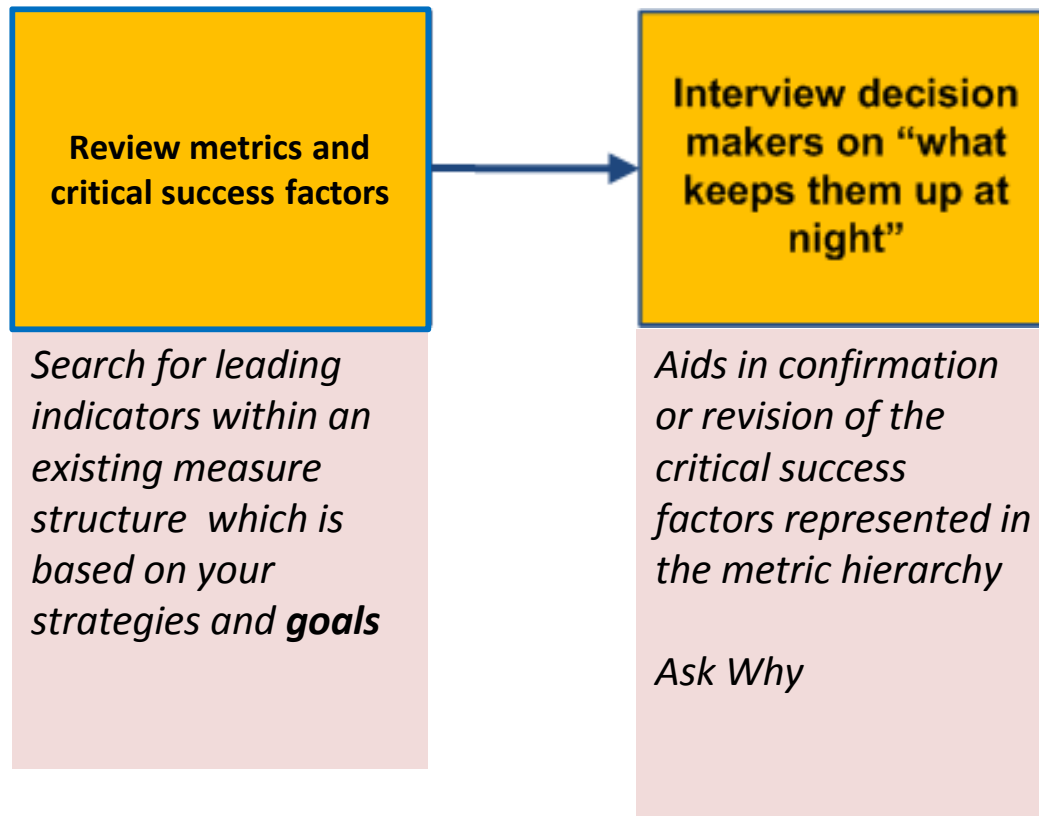 Review metrics and
critical success factors
Search for leading
indicators within an
existing measure
structure  which is
based on your
strategies and goals
Interview decision
makers on “what
keeps them up at
night”
Aids in confirmation
or revision of the
critical success
factors represented in
the metric hierarchy
Ask Why